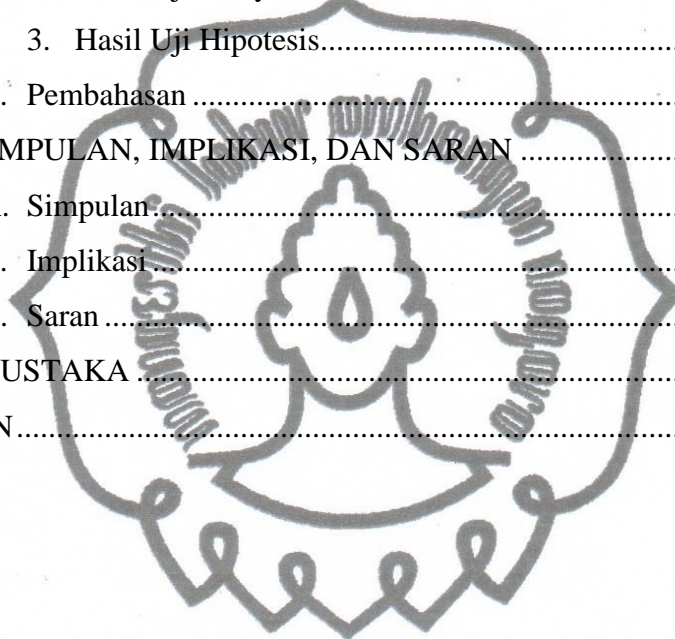 3. Hasil Uji Hipotesis
. Pembahasan
MPULAN, IMPLIKASI, DAN SARAN
. Simpulan
. Implikasi
. Saran
USTAKA
N